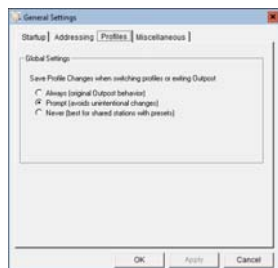 General Settings
Startup Addressing Profiles Miscellaneous
Global Settings
Save Profile Changes when switching profiles or exiting Outpost
Always (original Outpost behavior)
Prompt (avoids unintentional changes)
Never (best for shared stations with presets)
OK Apply Cancel